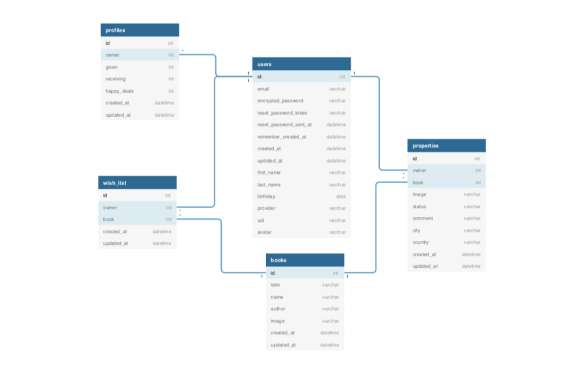 profiles
id int
owner int
given int
receiving int
happy_deals int
created_at datetime
updated_at datetime
users
id int
email varchar
encrypted_password varchar
reset_password_token varchar
reset_password_sent_at datetime
remember_created_at datetime
created_at datetime
updated_at datetime
first_name varchar
last_name varchar
birthday date
provider varchar
uid varchar
avatar varchar
properties
id int
owner int
book int
image varchar
status varchar
comment varchar
city varchar
country varchar
created_at datetime
updated_at datetime
wish_list
id int
owner int
book int
created_at datetime
updated_at datetime
books
id int
isbn varchar
name varchar
author varchar
image varchar
created_at datetime
updated_at datetime